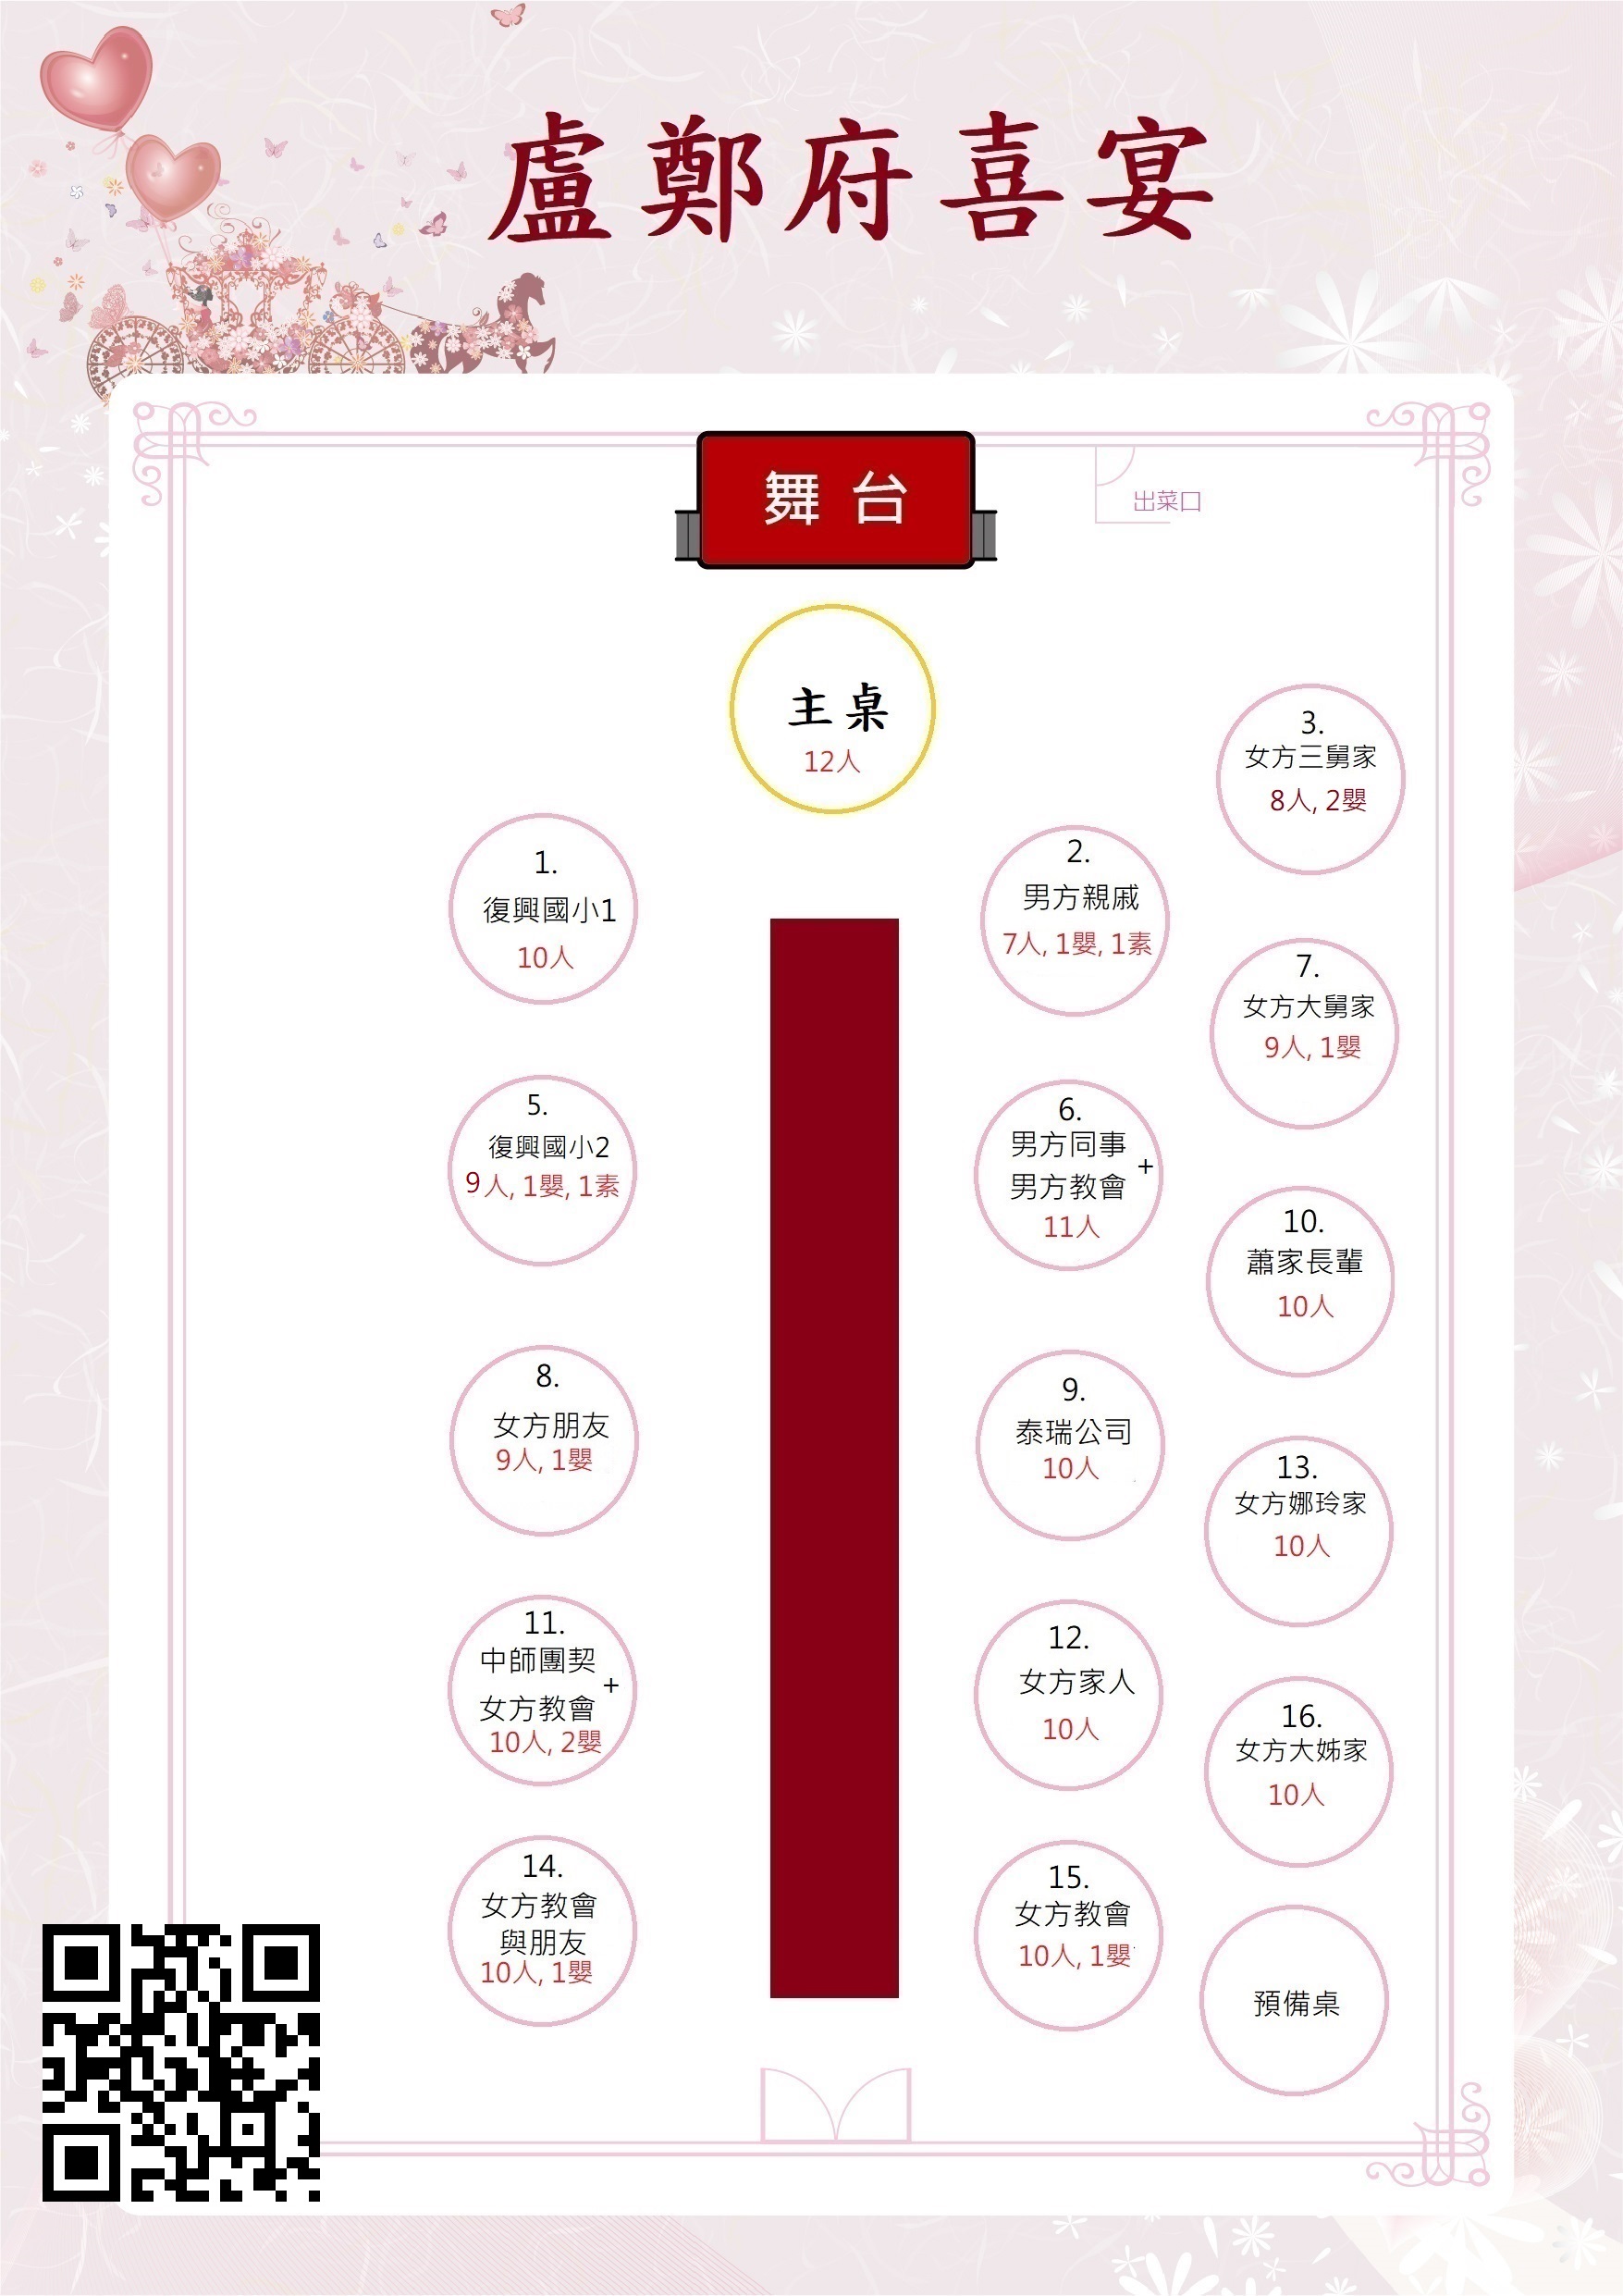 盧鄭府喜宴
舞台
出菜口
主桌
12人
1.
復興國小1
10人
2.
男方親戚
7人, 1嬰, 1素
3.
女方三舅家
8人, 2嬰
5.
復興國小2
9人, 1嬰, 1素
6.
男方同事
+
男方教會
11人
7.
女方大舅家
9人, 1嬰
8.
女方朋友
9人, 1嬰
9.
泰瑞公司
10人
10.
蕭家長輩
10人
11.
中師團契
+
女方教會
10人, 2嬰
12.
女方家人
10人
13.
女方娜玲家
10人
14.
女方教會
與朋友
10人, 1嬰
15.
女方教會
10人, 1嬰
16.
女方大姊家
10人
預備桌